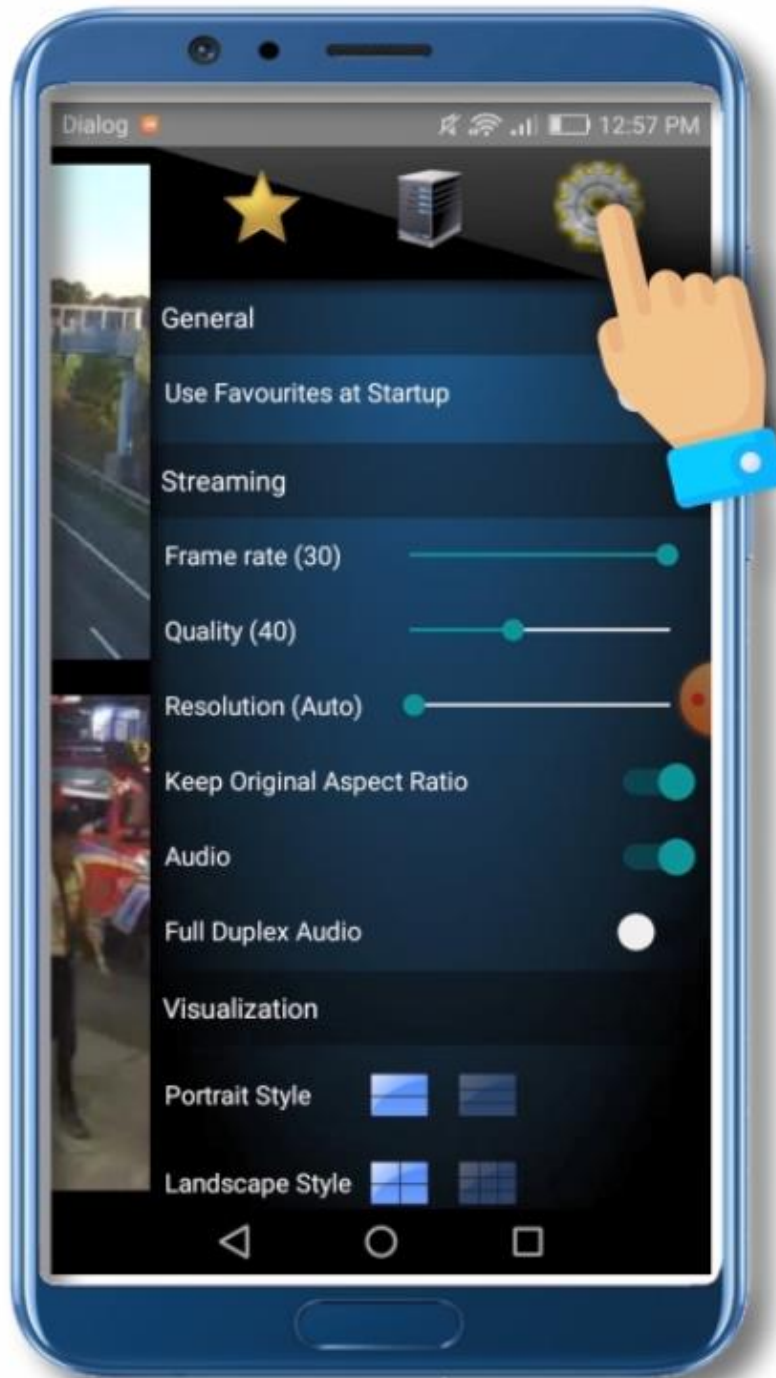 Dialog
12:57 PM
General
Use Favourites at Startup
Streaming
Frame rate (30)
Quality (40)
Resolution (Auto)
Keep Original Aspect Ratio
Audio
Full Duplex Audio
Visualization
Portrait Style
Landscape Style